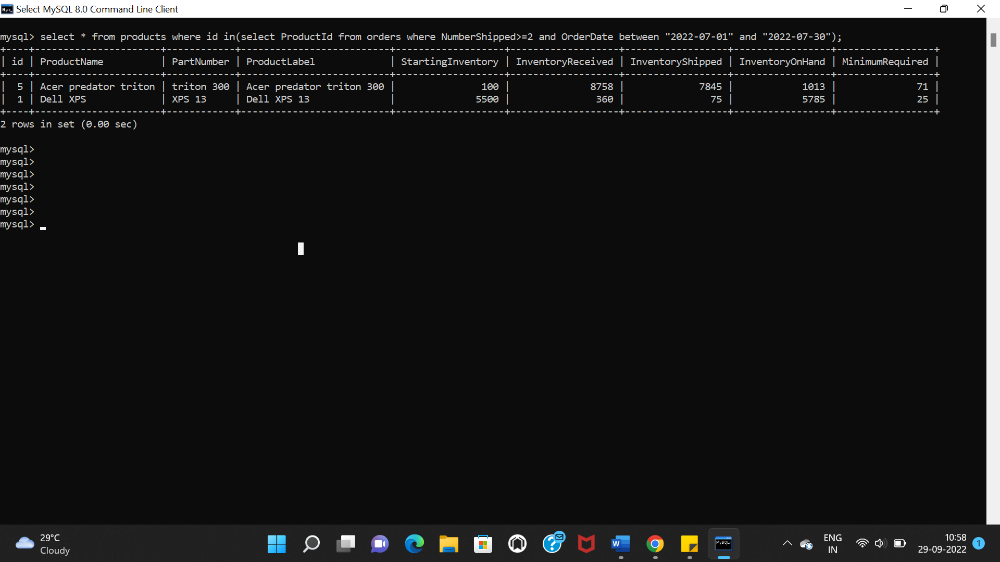 Select MySQL 8.0 Command Line Client
mysql> select * from products where id in(select ProductId from orders where NumberShipped>=2 and OrderDate between "2022-07-01" and "2022-07-30");
+----+----------------------+-------------+--------------------------+-------------------+-------------------+------------------+-----------------+-----------------+
| id | ProductName          | PartNumber | ProductLabel             | StartingInventory | InventoryReceived | InventoryShipped | InventoryOnHand | MinimumRequired |
+----+----------------------+------------+--------------------------+-------------------+-------------------+------------------+-----------------+-----------------+
|  5 | Acer predator triton | triton 300 | Acer predator triton 300 |               100 |              8758 |             7845 |            1013 |              71 |
|  1 | Dell XPS             | XPS 13     | Dell XPS 13              |              5500 |               360 |               75 |            5785 |              25 |
+----+----------------------+------------+--------------------------+-------------------+-------------------+------------------+-----------------+-----------------+
2 rows in set (0.00 sec)
mysql>
mysql>
mysql>
mysql>
mysql>
mysql>
mysql>
29°C
Cloudy
W
MySQL>
ENG
IN
10:58
29-09-2022
1